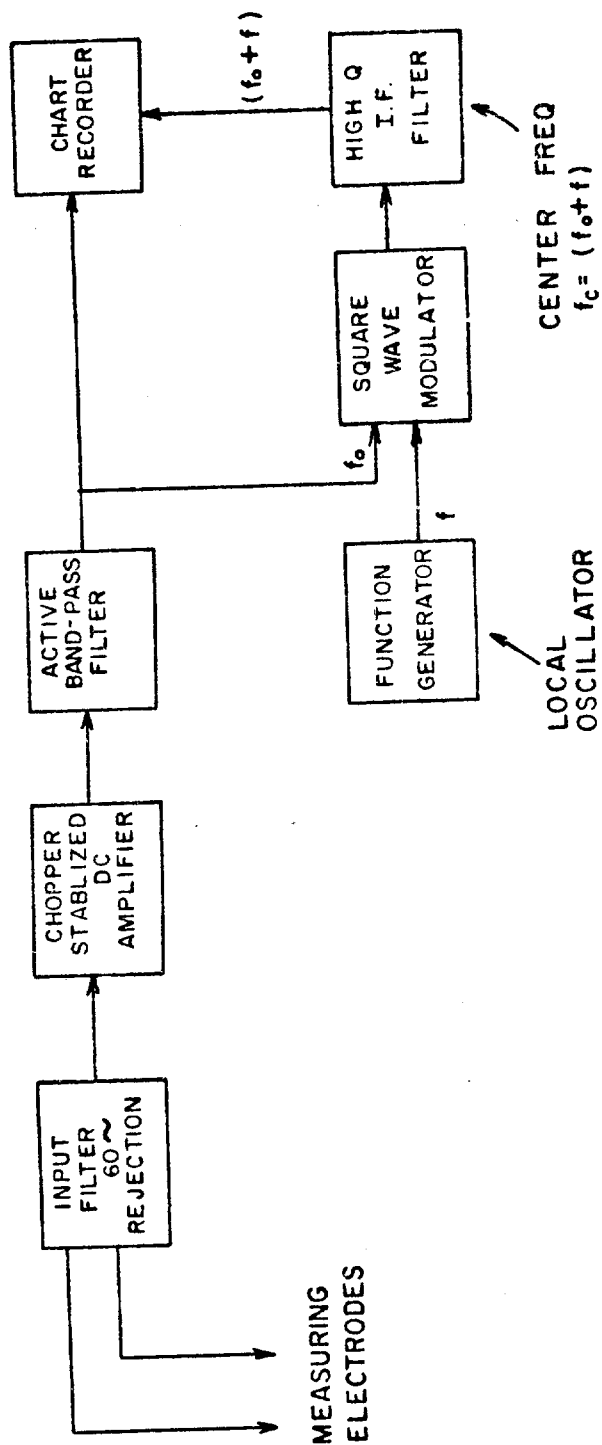 MEASURING
ELECTRODES
INPUT
FILTER
60~
REJECTION
CHOPPER
STABLIZED
DC
AMPLIFIER
ACTIVE
BAND-PASS
FILTER
CHART
RECORDER
LOCAL
OSCILLATOR
FUNCTION
GENERATOR
f
f₀
SQUARE
WAVE
MODULATOR
HIGH Q
I.F.
FILTER
(f₀+f)
CENTER FREQ
f_c = (f₀+f)